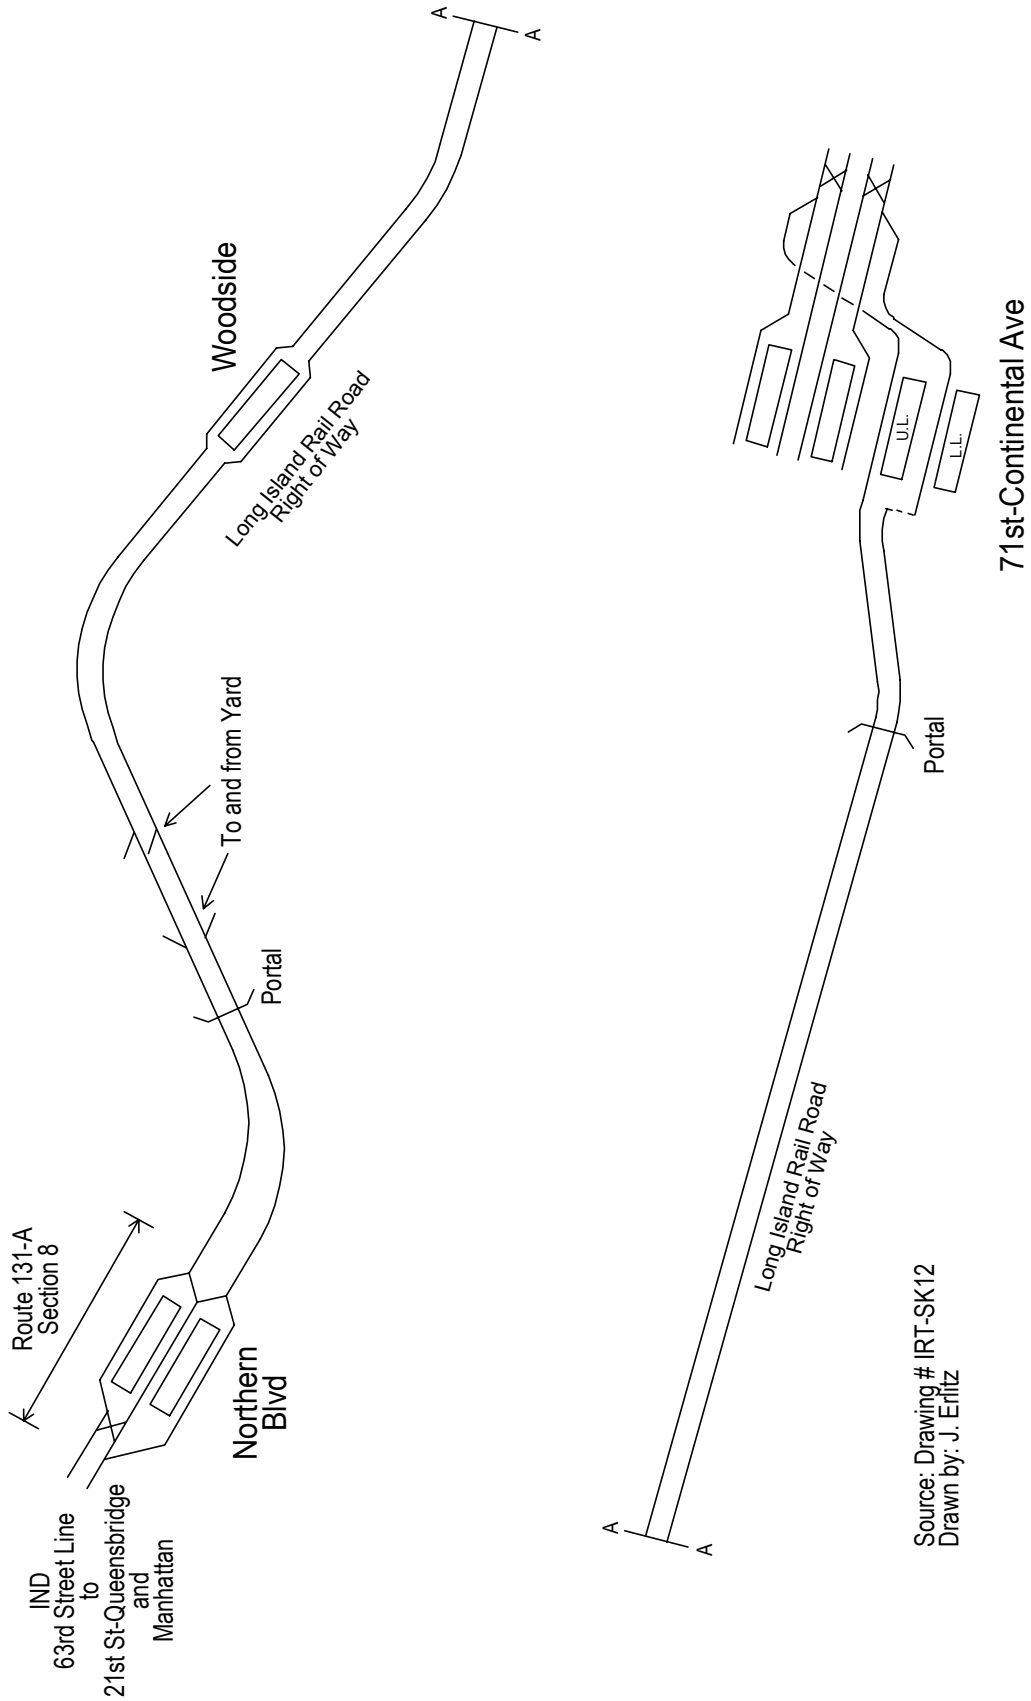 IND
63rd Street Line
to
21st St-Queensbridge
and
Manhattan
Route 131-A
Section 8
Northern
Blvd
Portal
To and from Yard
Long Island Rail Road
Right of Way
Woodside
A
A
A
A
Long Island Rail Road
Right of Way
Portal
U.L.
L.L.
71st-Continental Ave
Source: Drawing # IRT-SK12
Drawn by: J. Erlitz